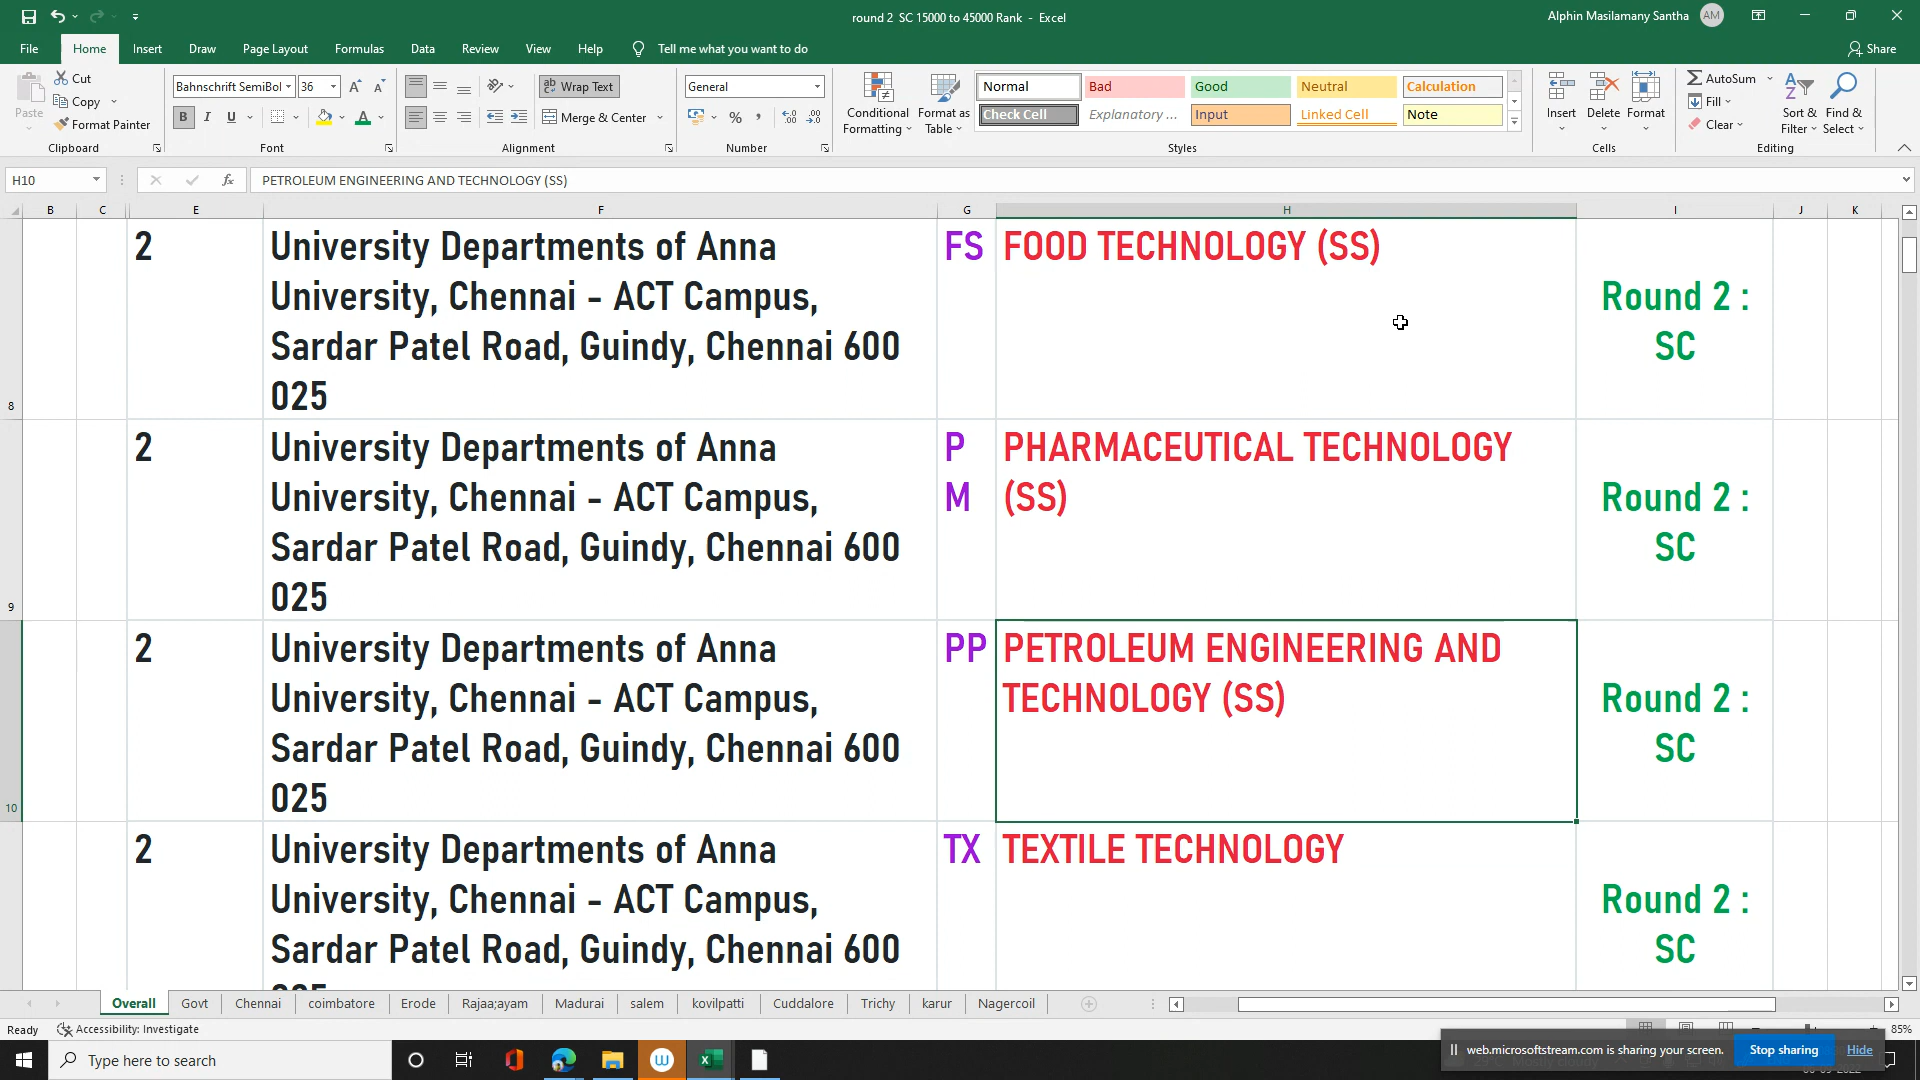 round 2 SC 15000 to 45000 Rank - Excel
Alphin Masilamany Santha
AM
File
Home
Insert
Draw
Page Layout
Formulas
Data
Review
View
Help
Tell me what you want to do
Share
Paste
Cut
Copy
Format Painter
Clipboard
Bahnschrift SemiBol
36
B
I
U
Font
Wrap Text
Merge & Center
Alignment
General
Number
Conditional
Formatting
Format as
Table
Normal
Bad
Good
Neutral
Calculation
Check Cell
Explanatory ...
Input
Linked Cell
Note
Styles
Insert
Delete
Format
Cells
AutoSum
Fill
Clear
Sort &
Filter
Find &
Select
Editing
H10
fx
PETROLEUM ENGINEERING AND TECHNOLOGY (SS)
B
C
E
F
G
H
I
J
K
8
2
University Departments of Anna
University, Chennai - ACT Campus,
Sardar Patel Road, Guindy, Chennai 600
025
FS
FOOD TECHNOLOGY (SS)
Round 2 :
SC
9
2
University Departments of Anna
University, Chennai - ACT Campus,
Sardar Patel Road, Guindy, Chennai 600
025
P
M
PHARMACEUTICAL TECHNOLOGY
(SS)
Round 2 :
SC
10
2
University Departments of Anna
University, Chennai - ACT Campus,
Sardar Patel Road, Guindy, Chennai 600
025
PP
PETROLEUM ENGINEERING AND
TECHNOLOGY (SS)
Round 2 :
SC
2
University Departments of Anna
University, Chennai - ACT Campus,
Sardar Patel Road, Guindy, Chennai 600
TX
TEXTILE TECHNOLOGY
Round 2 :
SC
Overall
Govt
Chennai
coimbatore
Erode
Rajaa;ayam
Madurai
salem
kovilpatti
Cuddalore
Trichy
karur
Nagercoil
Ready
Accessibility: Investigate
85%
Type here to search
web.microsoftstream.com is sharing your screen.
Stop sharing
Hide